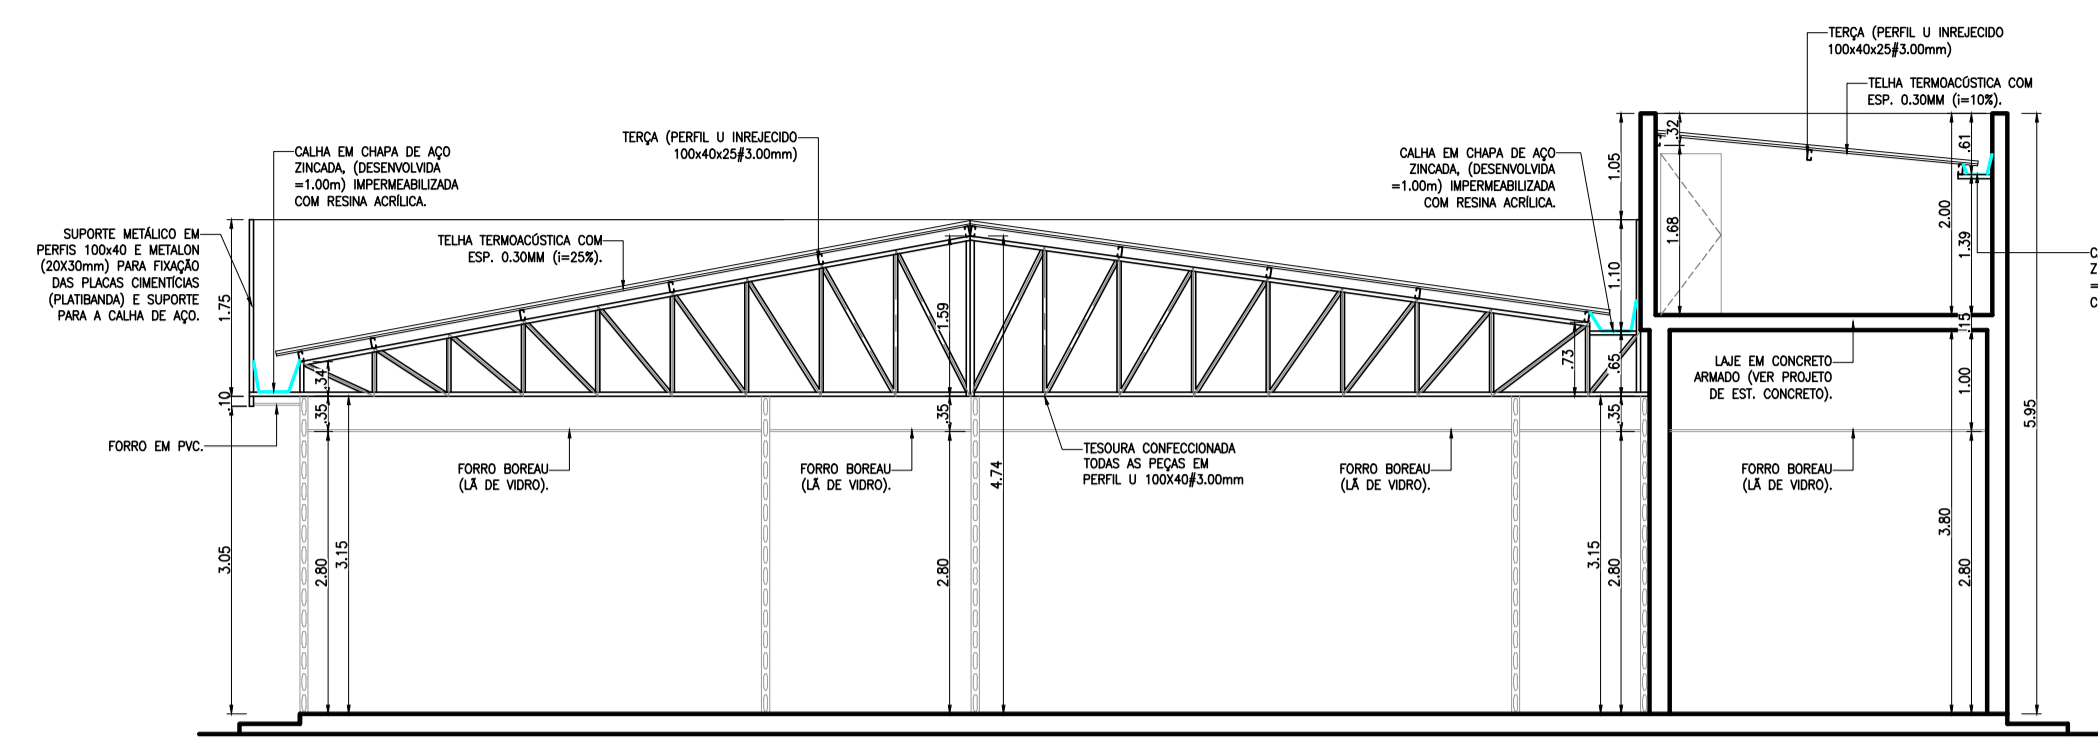 TERÇA (PERFIL U INREJECIDO
100x40x25#3.00mm)
TELHA TERMOACÚSTICA COM
ESP. 0.30MM (i=10%).
TERÇA (PERFIL U INREJECIDO
100x40x25#3.00mm)
CALHA EM CHAPA DE AÇO
ZINCADA, (DESENVOLVIDA
=1.00m) IMPERMEABILIZADA
COM RESINA ACRÍLICA.
CALHA EM CHAPA DE AÇO
ZINCADA, (DESENVOLVIDA
=1.00m) IMPERMEABILIZADA
COM RESINA ACRÍLICA.
SUPORTE METÁLICO EM
PERFIS 100x40 E METALON
(20X30mm) PARA FIXAÇÃO
DAS PLACAS CIMENTÍCIAS
(PLATIBANDA) E SUPORTE
PARA A CALHA DE AÇO.
TELHA TERMOACÚSTICA COM
ESP. 0.30MM (i=25%).
1.75
.10
3.05
.34
.35
2.80
3.15
1.59
.35
2.80
4.74
.73
3.15
1.05
1.10
.65
.35
2.80
.32
1.68
2.00
3.80
.61
1.39
.15
1.00
2.80
5.95
C
Z
=
C
LAJE EM CONCRETO
ARMADO (VER PROJETO
DE EST. CONCRETO).
FORRO EM PVC.
FORRO BOREAU
(LÃ DE VIDRO).
FORRO BOREAU
(LÃ DE VIDRO).
TESOURA CONFECCIONADA
TODAS AS PEÇAS EM
PERFIL U 100X40#3.00mm
FORRO BOREAU
(LÃ DE VIDRO).
FORRO BOREAU
(LÃ DE VIDRO).